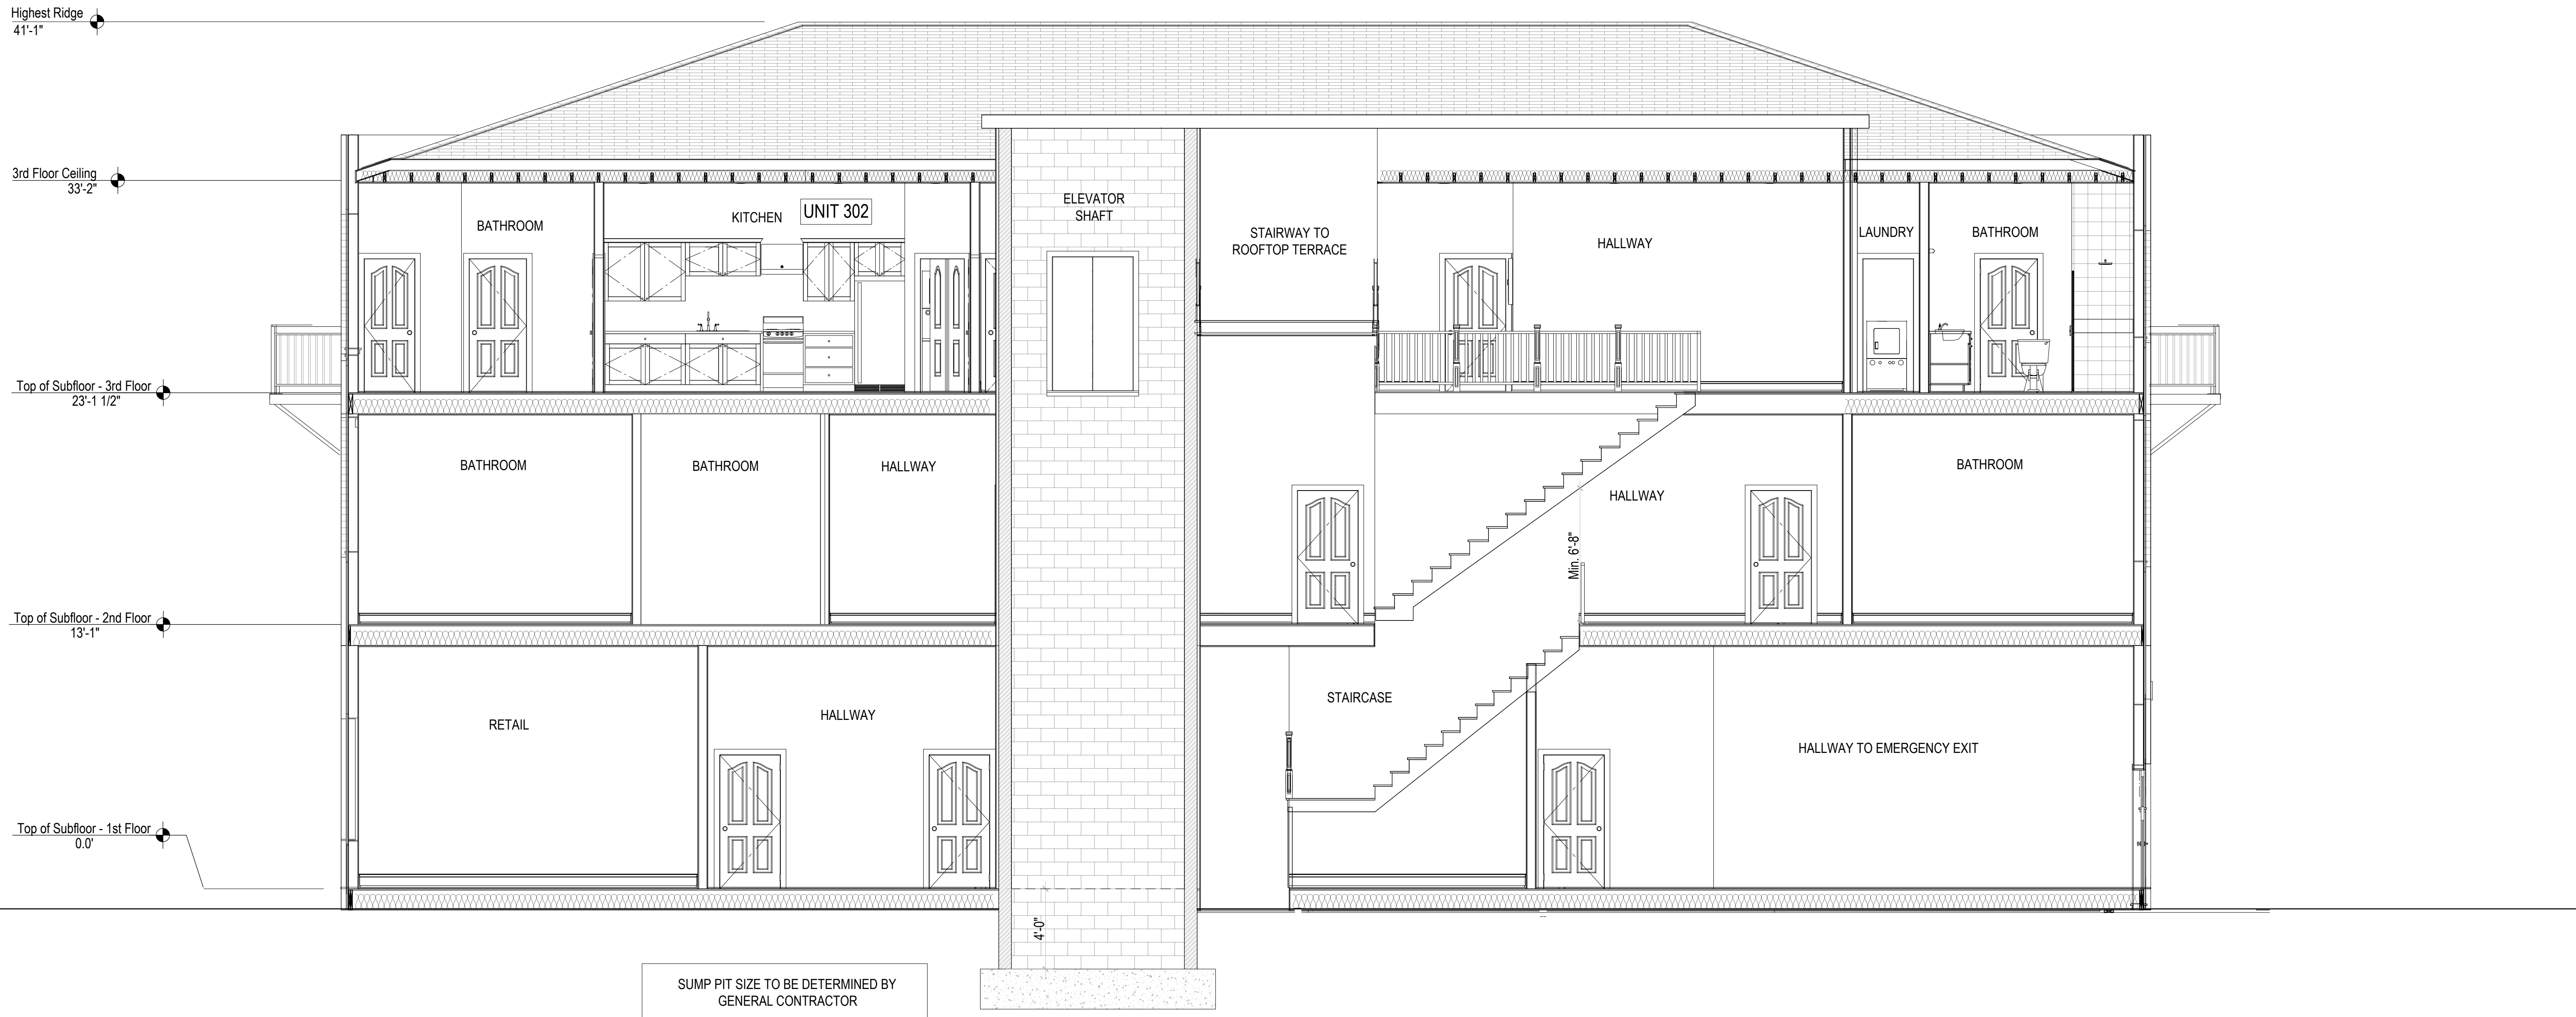 Highest Ridge
41'-1"
3rd Floor Ceiling
33'-2"
ELEVATOR
SHAFT
UNIT 302
KITCHEN
BATHROOM
STAIRWAY TO
ROOFTOP TERRACE
HALLWAY
LAUNDRY
BATHROOM
Top of Subfloor - 3rd Floor
23'-1 1/2"
BATHROOM
BATHROOM
HALLWAY
HALLWAY
BATHROOM
Min. 6'-8"
Top of Subfloor - 2nd Floor
13'-1"
RETAIL
HALLWAY
STAIRCASE
HALLWAY TO EMERGENCY EXIT
Top of Subfloor - 1st Floor
0.0'
4'-0"
SUMP PIT SIZE TO BE DETERMINED BY
GENERAL CONTRACTOR